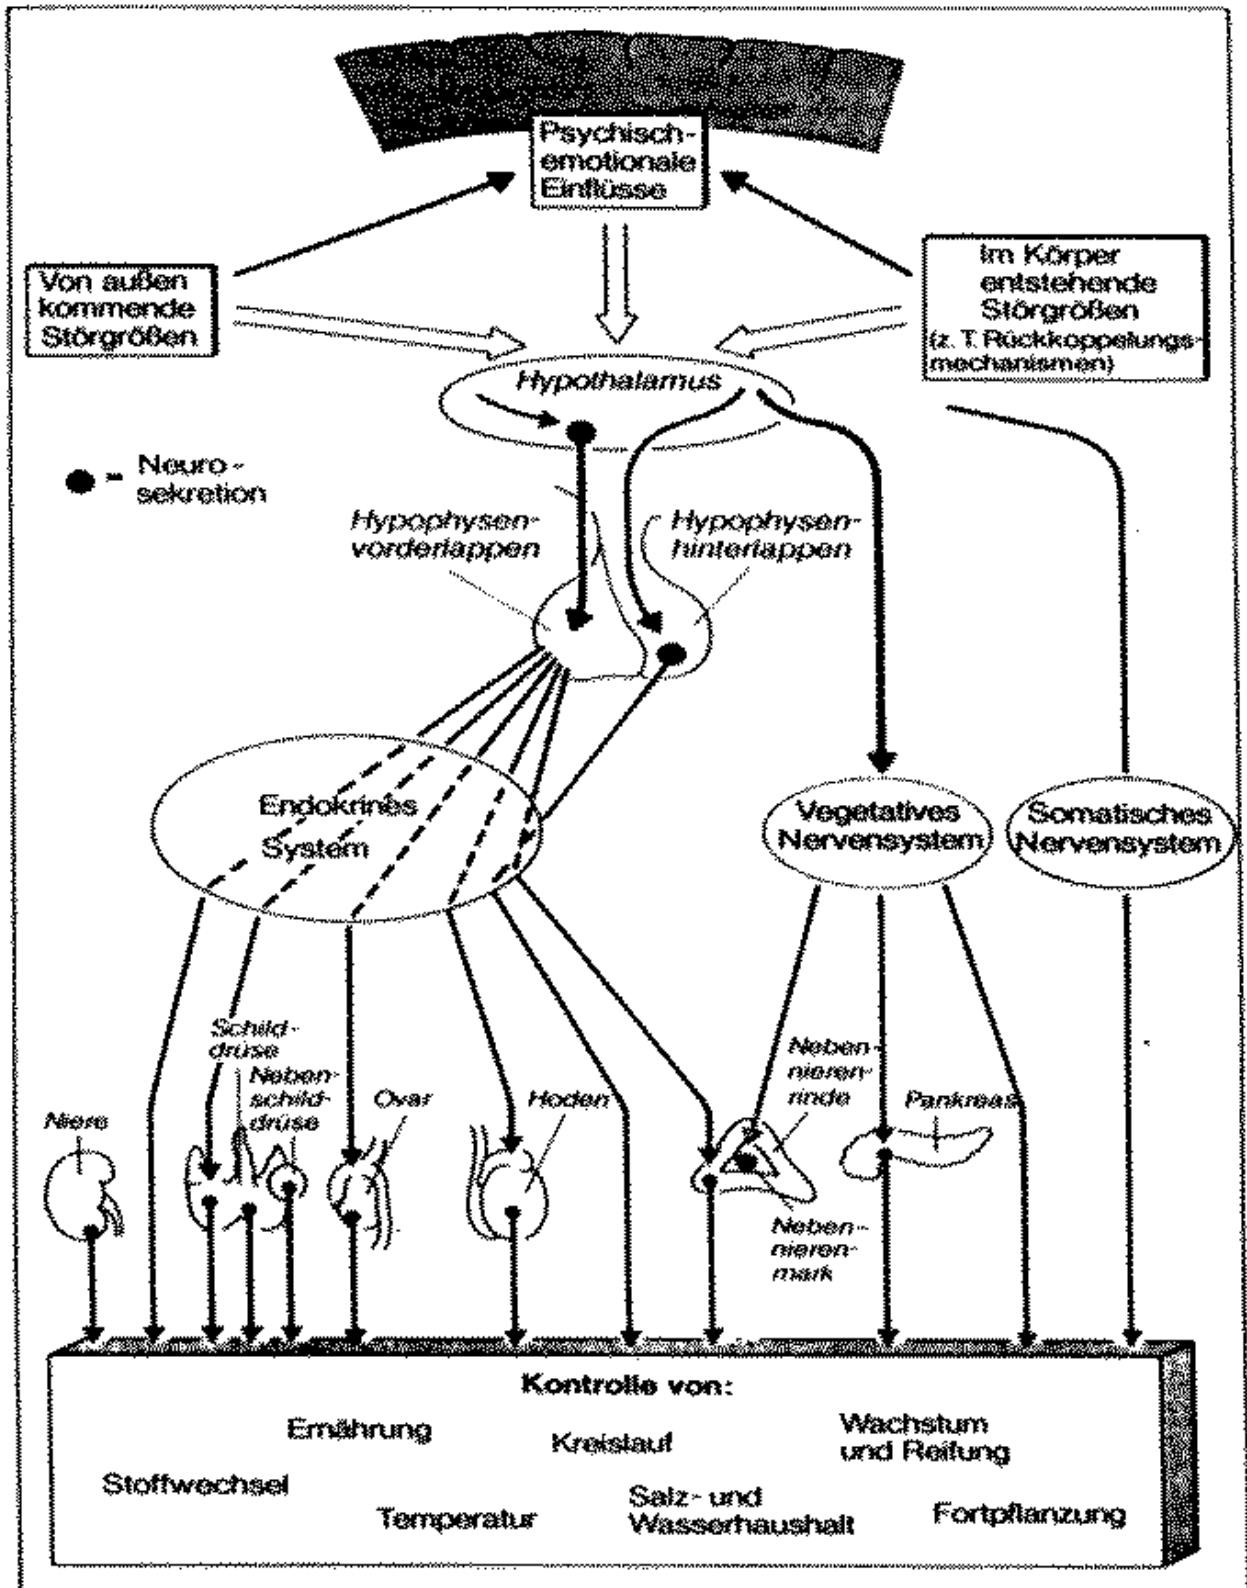 Psychisch-
emotionale
Einflüsse
Von außen
kommende
Störgrößen
Im Körper
entstehende
Störgrößen
(z. T. Rückkoppelungs-
mechanismen)
Hypothalamus
= Neuro-
sekretion
Hypophysen-
vorderlappen
Hypophysen-
hinterlappen
Endokrines
System
Vegetatives
Nervensystem
Somatisches
Nervensystem
Niere
Schild-
drüse
Neben-
schild-
drüse
Ovar
Hoden
Neben-
nieren-
rinde
Pankreas
Neben-
nieren-
mark
Kontrolle von:
Ernährung
Kreislauf
Wachstum
und Reifung
Stoffwechsel
Temperatur
Salz- und
Wasserhaushalt
Fortpflanzung